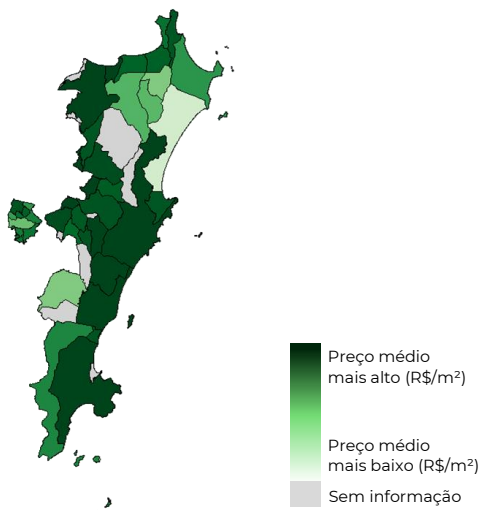 Preço médio
mais alto (R$/m²)
Preço médio
mais baixo (R$/m²)
Sem informação